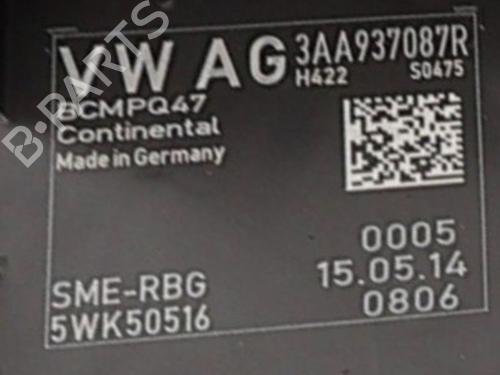 VW AG 3AA937087R
H422 S0475
BCMPQ47
Continental
Made in Germany
0005
SME-RBG 15.05.14
5WK50516 0806
B-PARTS